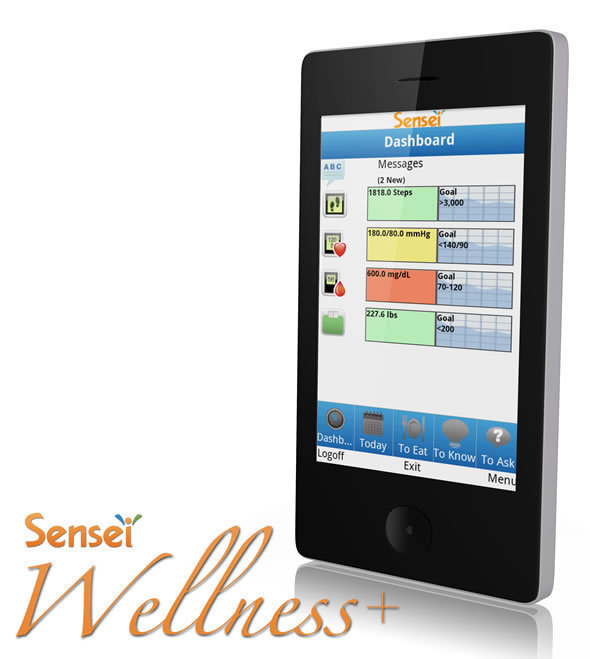 Sensei
Dashboard
ABC
Messages
(2 New)
1818.0 Steps
Goal
>3,000
180.0/80.0 mmHg
Goal
<140/90
600.0 mg/dL
Goal
70-120
227.6 lbs
Goal
<200
Dashb...
Today
To Eat
To Know
?
To Ask
Logoff
Exit
Menu
Sensei
Wellness+